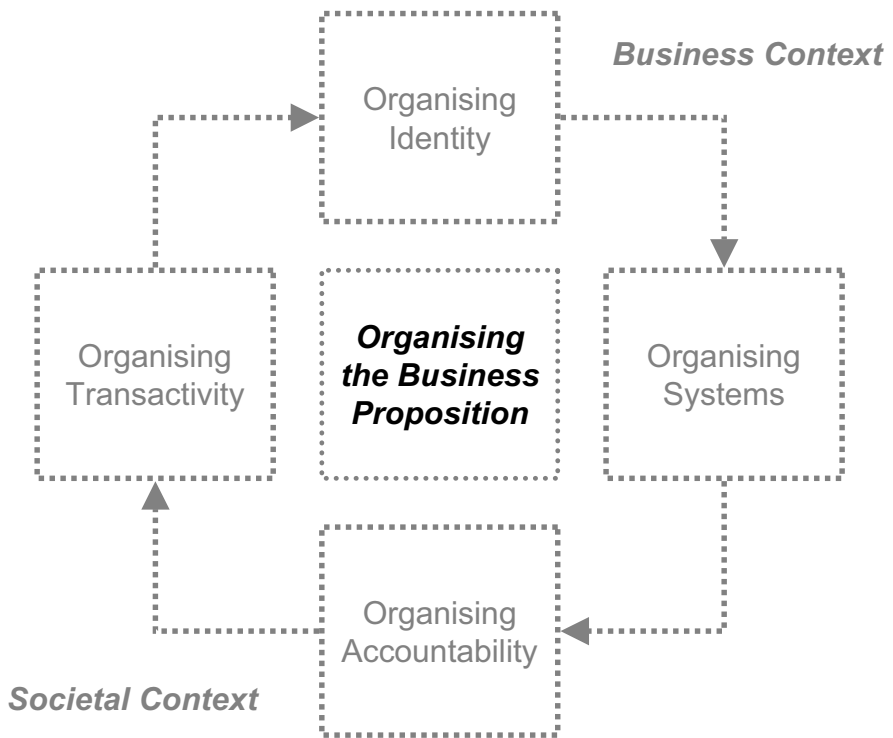 Business Context
Organising
Identity
Organising
Transactivity
Organising
the Business
Proposition
Organising
Systems
Organising
Accountability
Societal Context